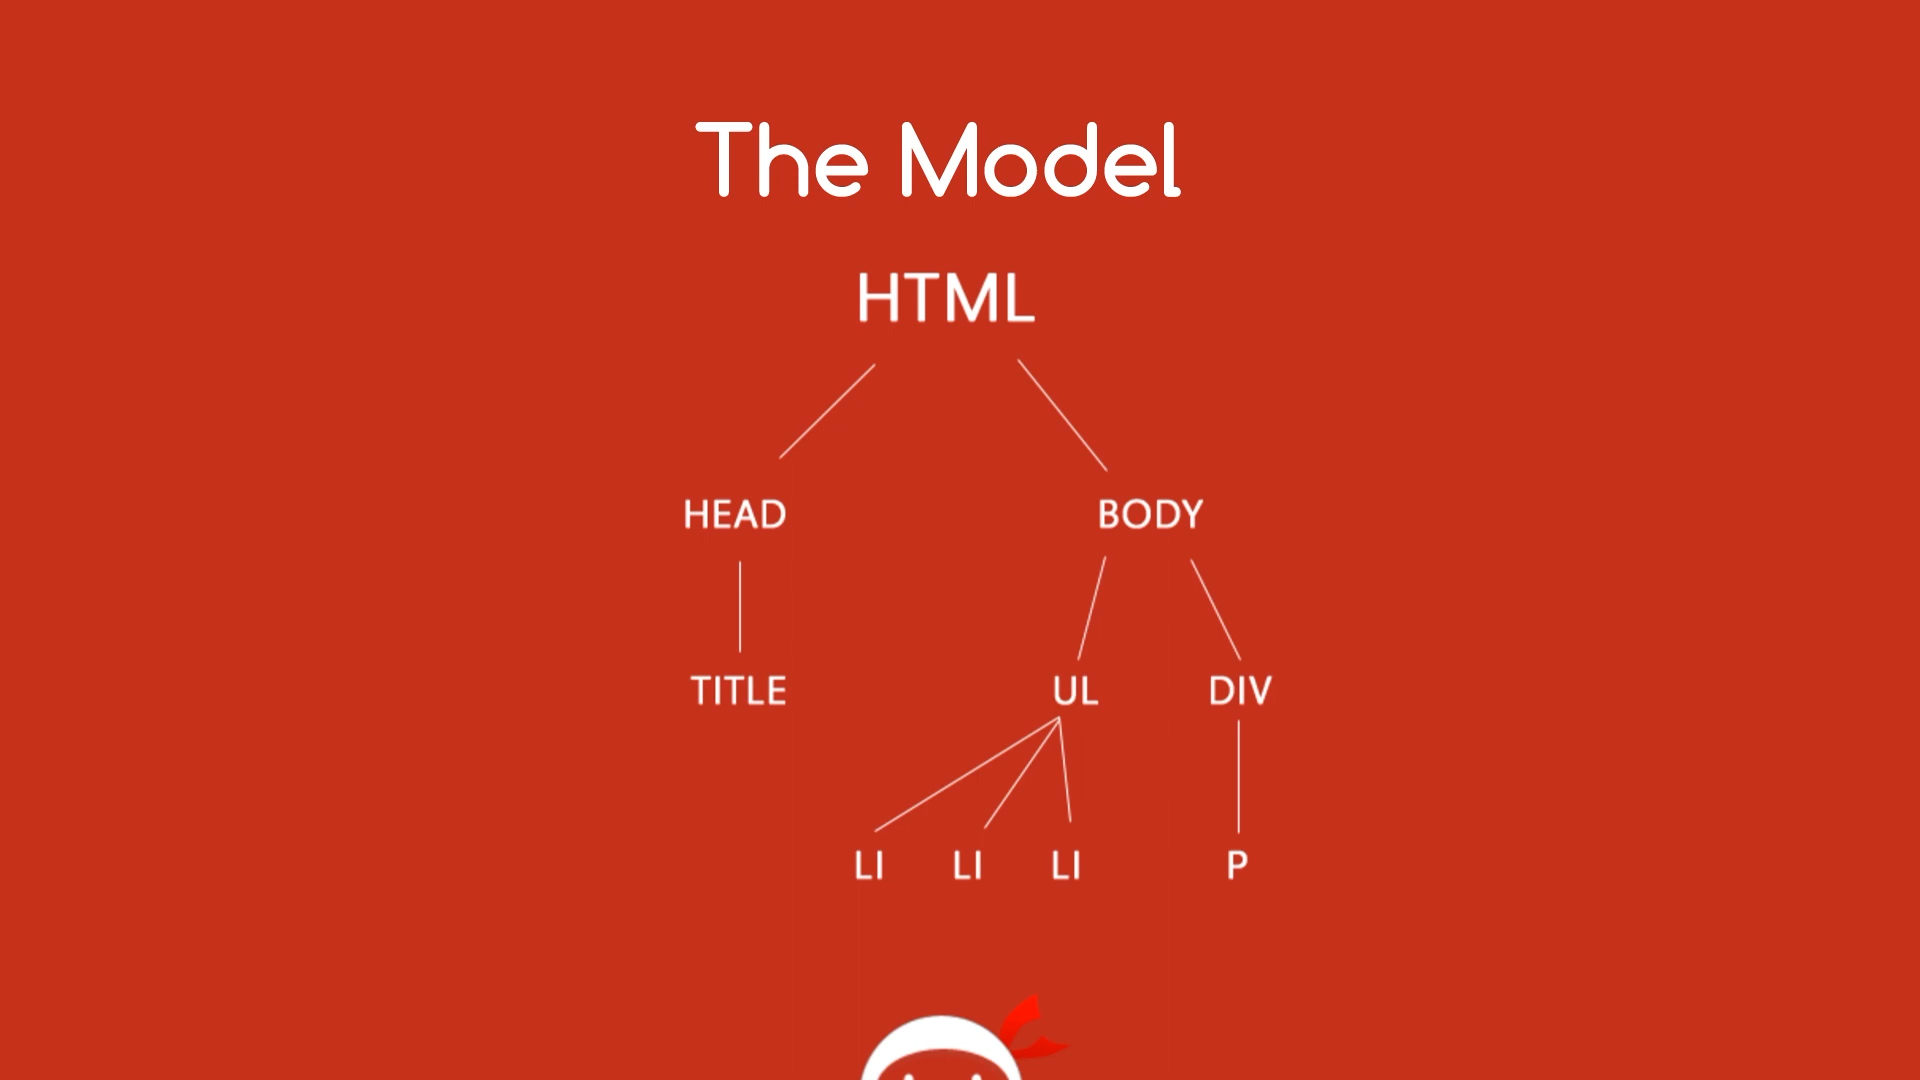 The Model
HTML
HEAD BODY
TITLE UL DIV
LI LI LI P